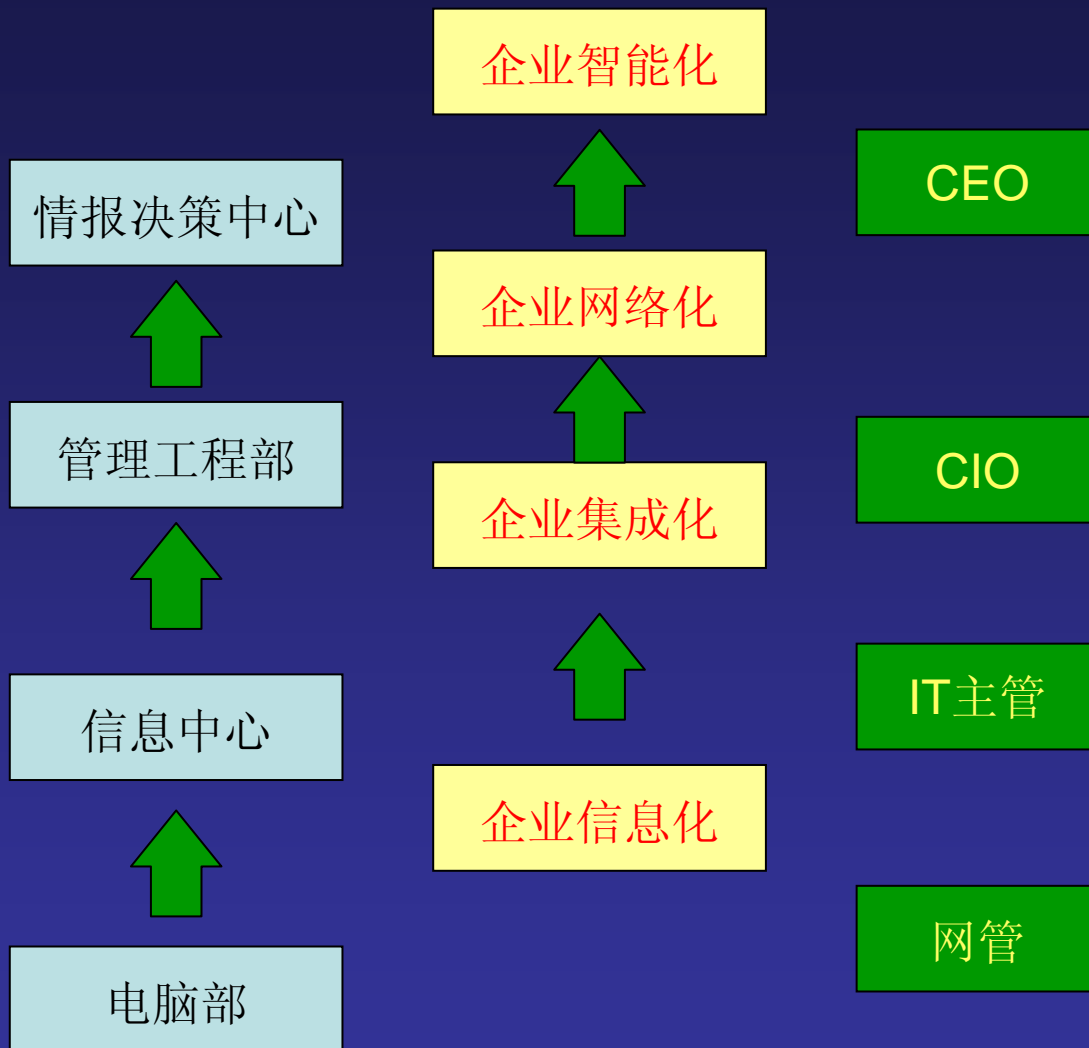 企业智能化
CEO
情报决策中心
企业网络化
管理工程部
CIO
企业集成化
IT主管
信息中心
企业信息化
网管
电脑部